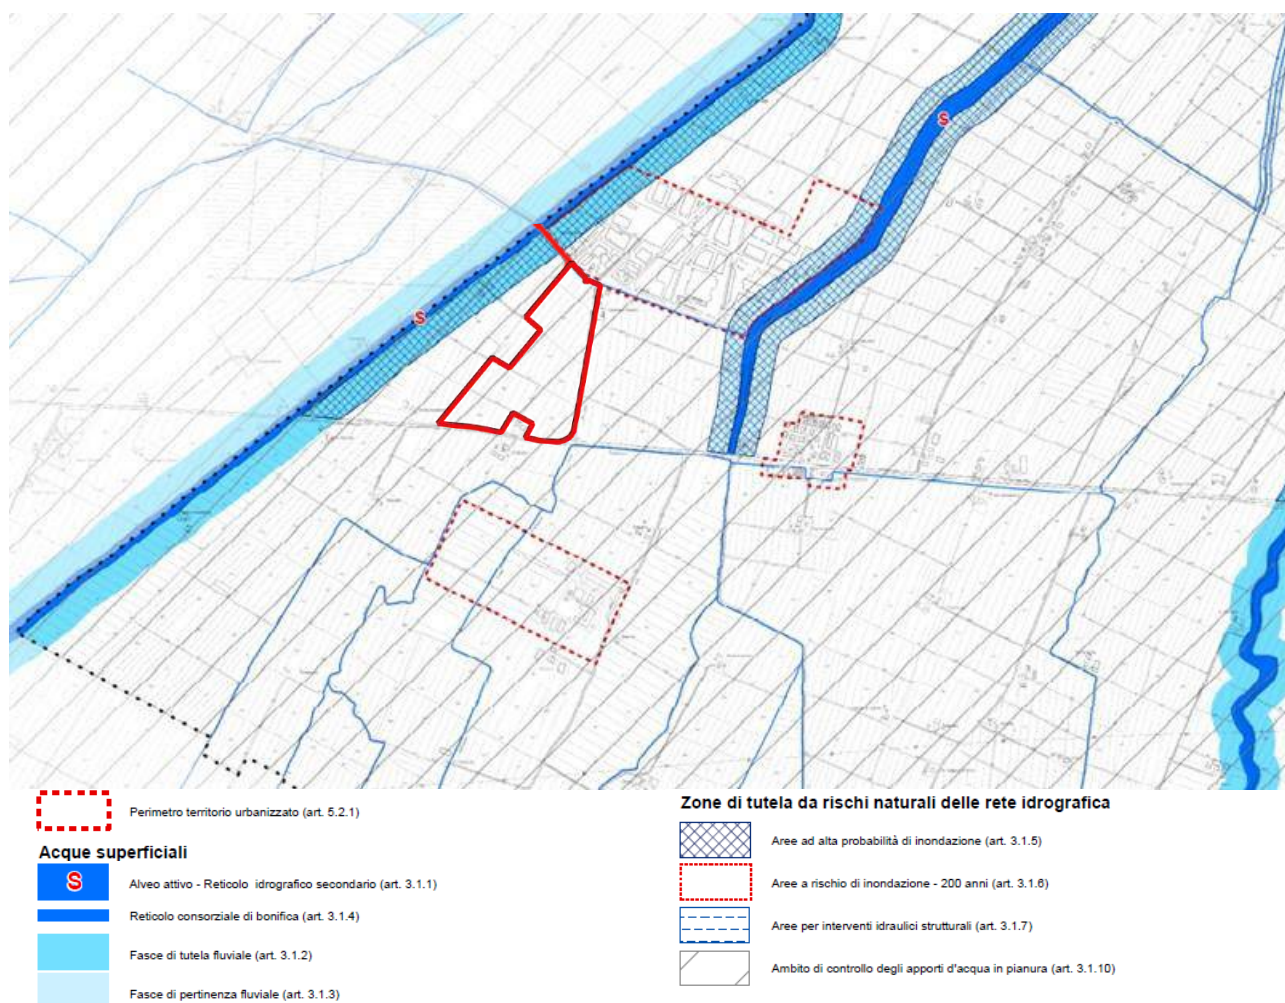 S
S
Perimetro territorio urbanizzato (art. 5.2.1)
Acque superficiali
S
Alveo attivo - Reticolo idrografico secondario (art. 3.1.1)
Reticolo consorziale di bonifica (art. 3.1.4)
Fasce di tutela fluviale (art. 3.1.2)
Fasce di pertinenza fluviale (art. 3.1.3)
Zone di tutela da rischi naturali delle rete idrografica
Aree ad alta probabilità di inondazione (art. 3.1.5)
Aree a rischio di inondazione - 200 anni (art. 3.1.6)
Aree per interventi idraulici strutturali (art. 3.1.7)
Ambito di controllo degli apporti d'acqua in pianura (art. 3.1.10)